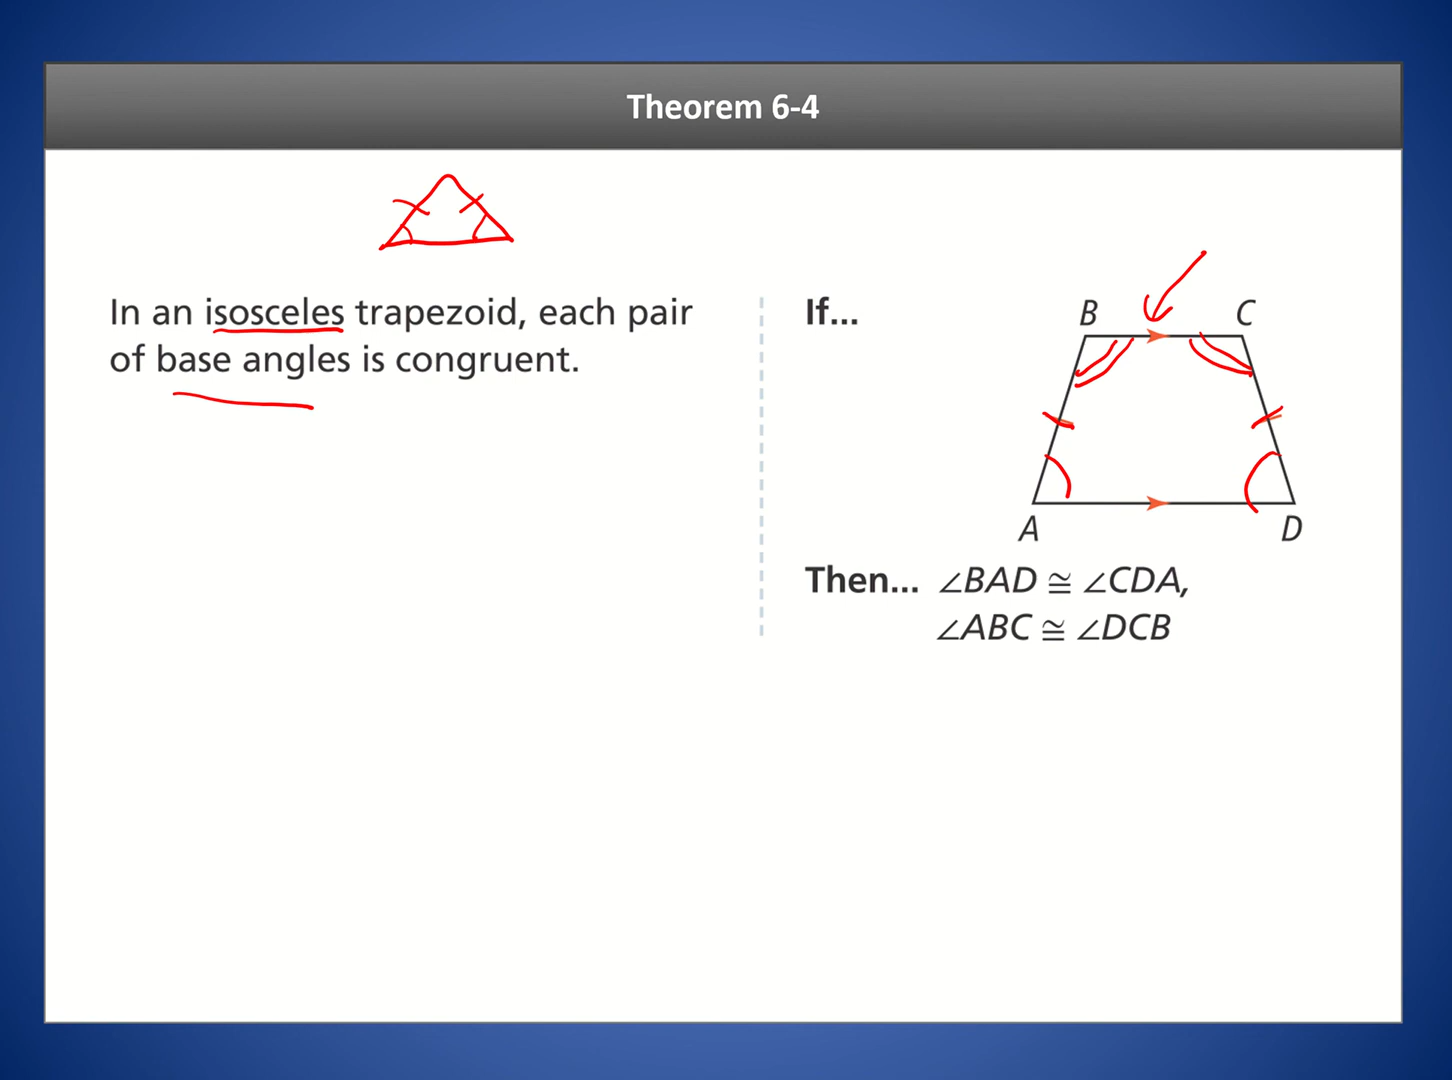 Theorem 6-4
In an isosceles trapezoid, each pair
of base angles is congruent.
If...
B C
A D
Then... ∠BAD ≅ ∠CDA,
∠ABC ≅ ∠DCB